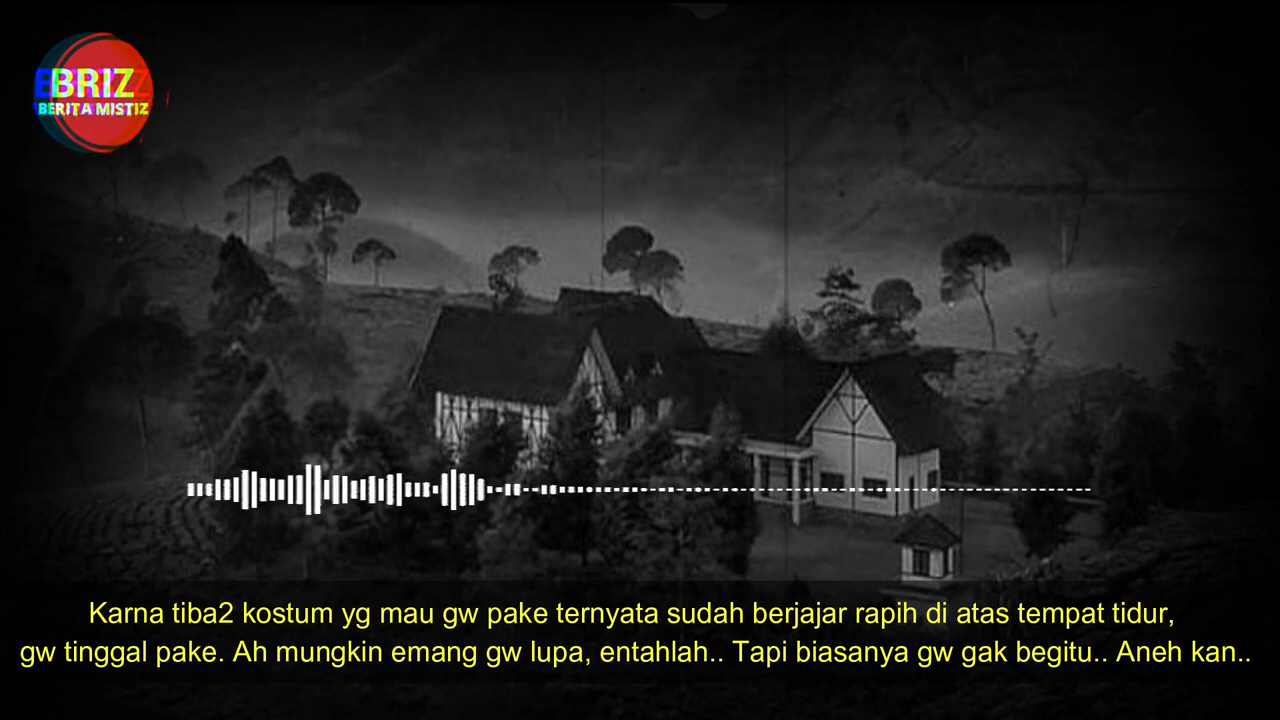 BRIZ
BERITA MISTIZ
Karna tiba2 kostum yg mau gw pake ternyata sudah berjajar rapih di atas tempat tidur,
gw tinggal pake. Ah mungkin emang gw lupa, entahlah.. Tapi biasanya gw gak begitu.. Aneh kan..